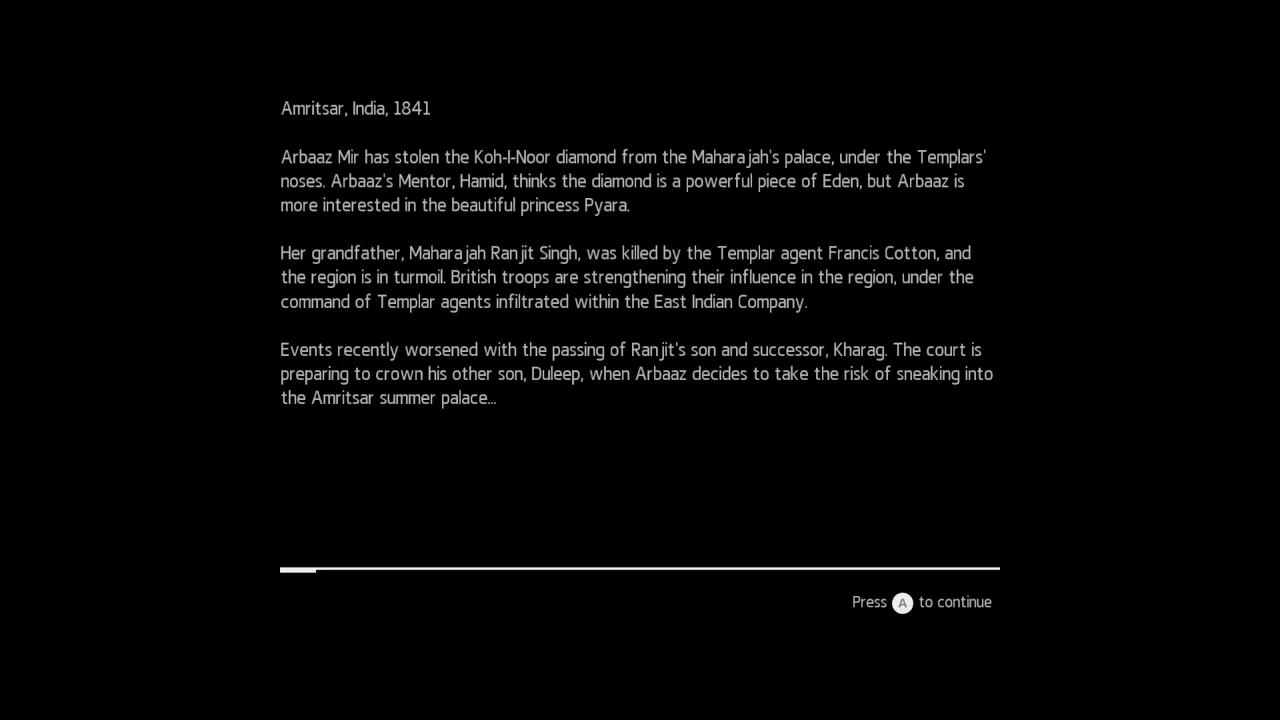 Amritsar, India, 1841
Arbaaz Mir has stolen the Koh-I-Noor diamond from the Maharajah's palace, under the Templars'
noses. Arbaaz's Mentor, Hamid, thinks the diamond is a powerful piece of Eden, but Arbaaz is
more interested in the beautiful princess Pyara.
Her grandfather, Maharajah Ranjit Singh, was killed by the Templar agent Francis Cotton, and
the region is in turmoil. British troops are strengthening their influence in the region, under the
command of Templar agents infiltrated within the East Indian Company.
Events recently worsened with the passing of Ranjit's son and successor, Kharag. The court is
preparing to crown his other son, Duleep, when Arbaaz decides to take the risk of sneaking into
the Amritsar summer palace...
Press A to continue